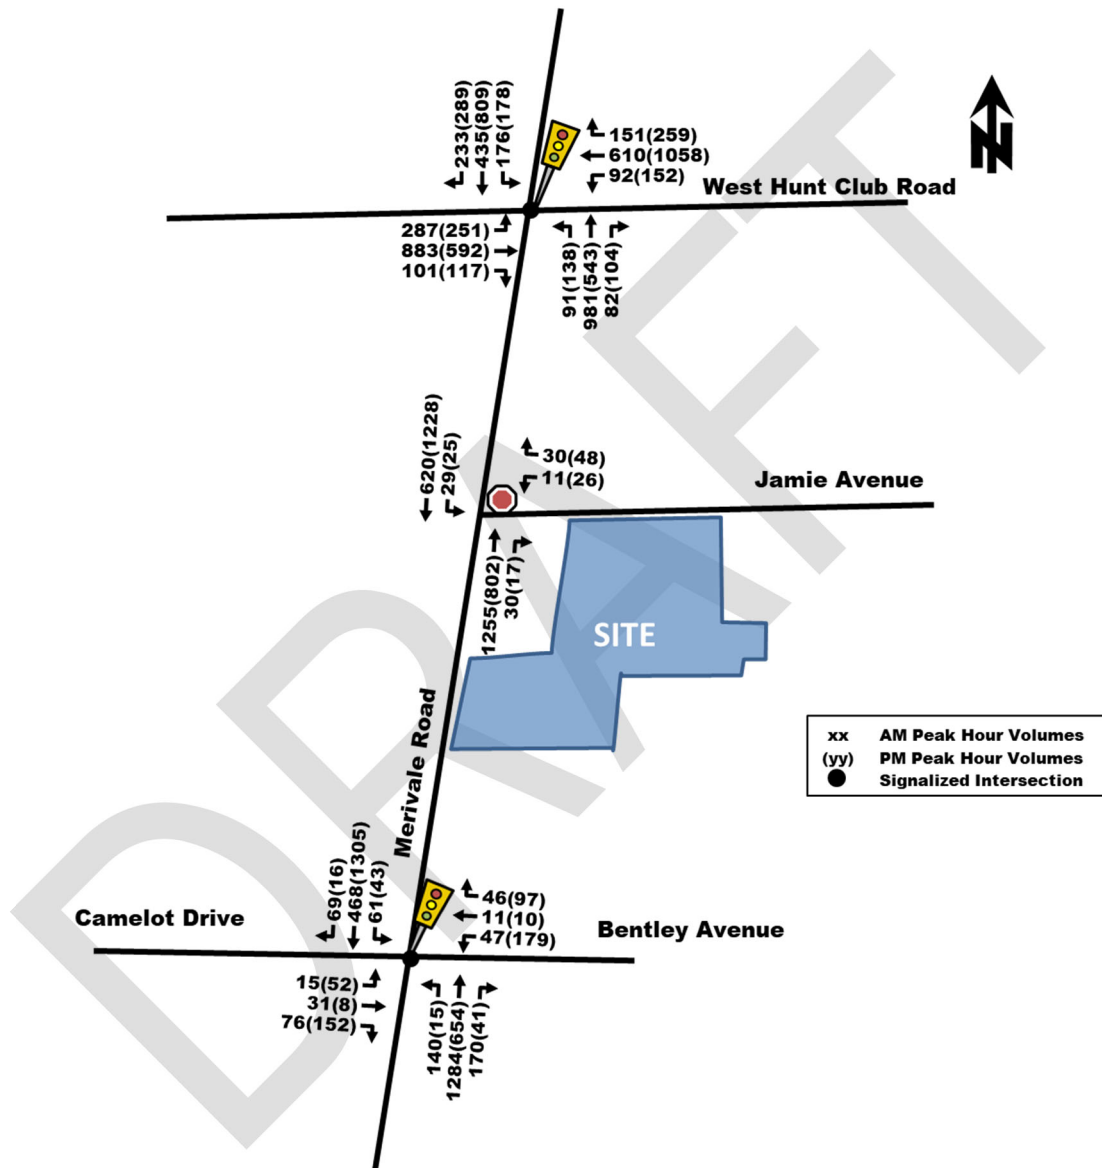 233(289)
435(809)
176(178)
151(259)
610(1058)
92(152)
West Hunt Club Road
N
287(251)
883(592)
101(117)
91(138)
981(543)
82(104)
620(1228)
29(25)
30(48)
11(26)
Jamie Avenue
1255(802)
30(17)
SITE
Merivale Road
xx AM Peak Hour Volumes
(yy) PM Peak Hour Volumes
Signalized Intersection
69(16)
468(1305)
61(43)
46(97)
11(10)
47(179)
Camelot Drive
Bentley Avenue
15(52)
31(8)
76(152)
140(15)
1284(654)
170(41)
DRAFT